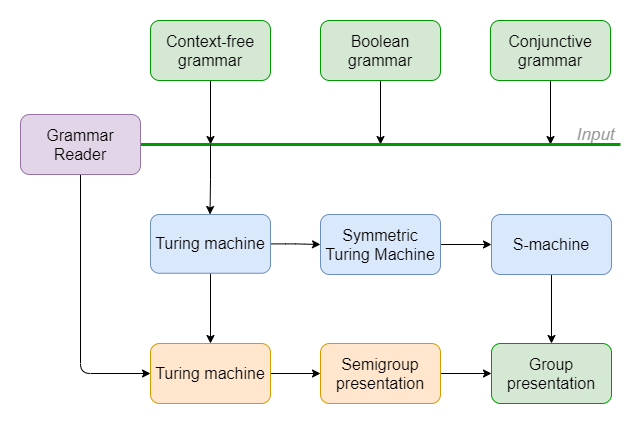 Context-free
grammar
Boolean
grammar
Conjunctive
grammar
Input
Grammar
Reader
Turing machine
Symmetric
Turing Machine
S-machine
Turing machine
Semigroup
presentation
Group
presentation